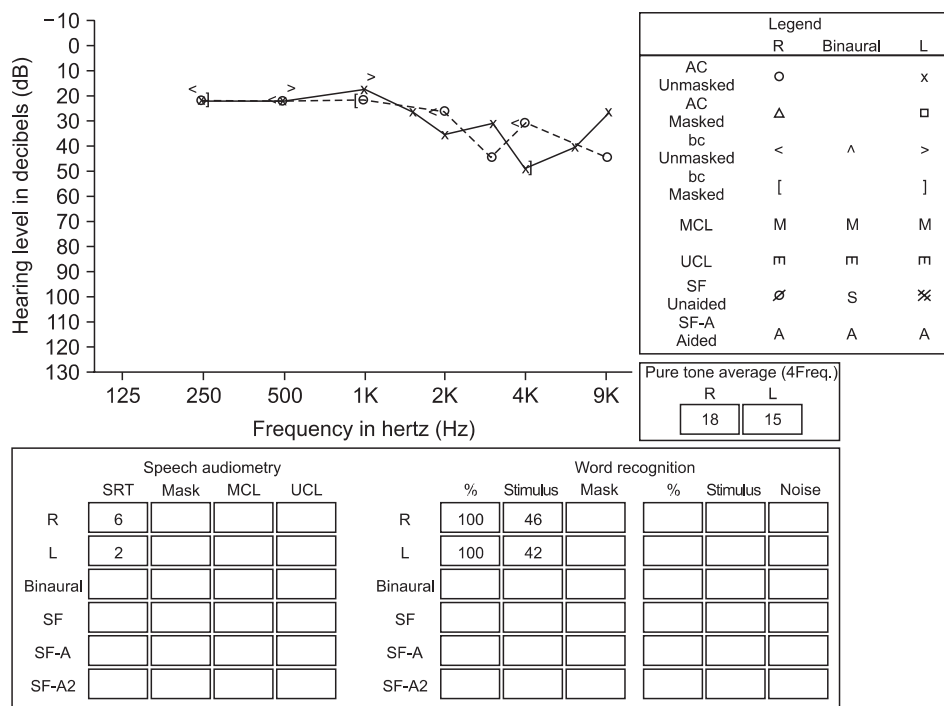 −10
0
10
20
30
40
50
60
70
80
90
100
110
120
130
Hearing level in decibels (dB)
125 250 500 1K 2K 4K 9K
Frequency in hertz (Hz)
Legend
R Binaural L
AC
Unmasked
x
AC
Masked
bc
Unmasked
< ^ >
bc
Masked
[ ]
MCL M M M
UCL
SF
Unaided
S
SF-A
Aided
A A A
Pure tone average (4Freq.)
R L
18 15
Speech audiometry
SRT Mask MCL UCL
R 6
L 2
Binaural
SF
SF-A
SF-A2
Word recognition
% Stimulus Mask % Stimulus Noise
R 100 46
L 100 42
Binaural
SF
SF-A
SF-A2